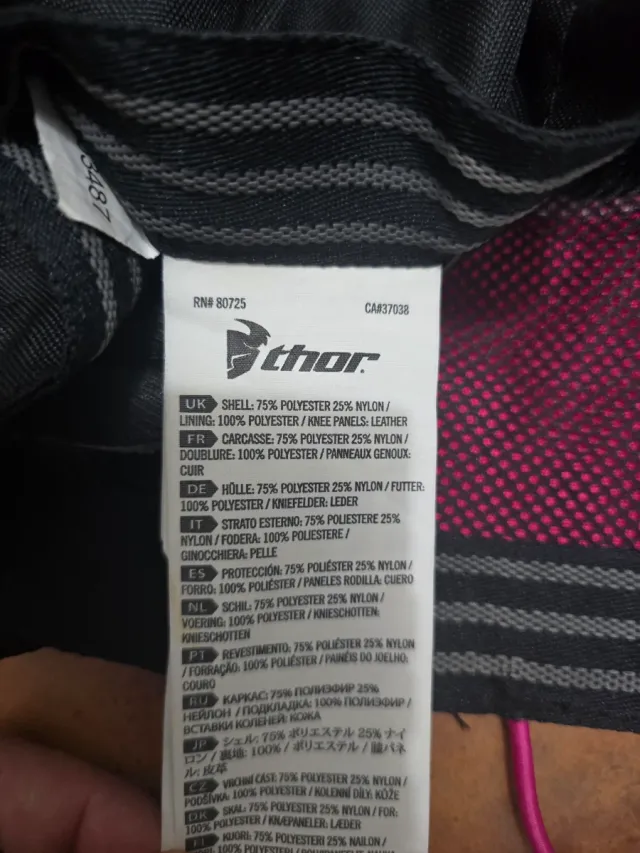 3487
RN# 80725 CA#37038
thor
UK SHELL: 75% POLYESTER 25% NYLON /
LINING: 100% POLYESTER / KNEE PANELS: LEATHER
FR CARCASSE: 75% POLYESTER 25% NYLON /
DOUBLURE: 100% POLYESTER / PANNEAUX GENOUX:
CUIR
DE HÜLLE: 75% POLYESTER 25% NYLON / FUTTER:
100% POLYESTER / KNIEFELDER: LEDER
IT STRATO ESTERNO: 75% POLIESTERE 25%
NYLON / FODERA: 100% POLIESTERE /
GINOCCHIERA: PELLE
ES PROTECCIÓN: 75% POLIÉSTER 25% NYLON /
FORRO: 100% POLIÉSTER / PANELES RODILLA: CUERO
NL SCHIL: 75% POLYESTER 25% NYLON /
VOERING: 100% POLYESTER / KNIESCHOTTEN:
KNIESCHOTTEN
PT REVESTIMENTO: 75% POLIÉSTER 25% NYLON
/ FORRAÇÃO: 100% POLIÉSTER / PAINÉIS DO JOELHO:
COURO
RU КАРКАС: 75% ПОЛИЭФИР 25%
НЕЙЛОН / ПОДКЛАДКА: 100% ПОЛИЭФИР /
ВСТАВКИ КОЛЕНЕЙ: КОЖА
JP シェル: 75% ポリエステル 25% ナイ
ロン / 裏地: 100% / ポリエステル / 膝パネ
ル: 皮革
CZ VRCHNÍ ČÁST: 75% POLYESTER 25% NYLON /
PODŠÍVKA: 100% POLYESTER / KOLENNÍ DÍLY: KŮŽE
DK SKAL: 75% POLYESTER 25% NYLON / FOR:
100% POLYESTER / KNÆPANELER: LÆDER
FI KUORI: 75% POLYESTERI 25% NAILON /